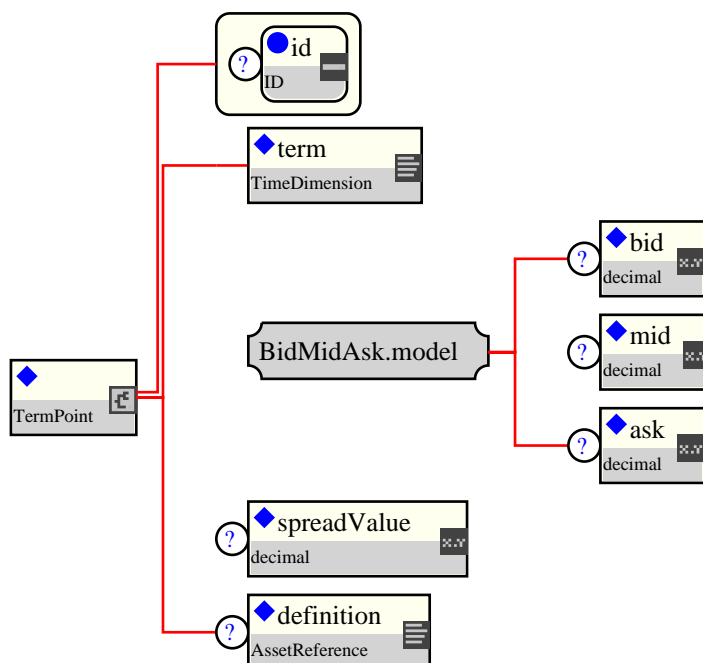 ?
id
ID
term
TimeDimension
?
bid
x.Y
decimal
BidMidAsk.model
?
mid
x.Y
decimal
TermPoint
?
ask
x.Y
decimal
?
spreadValue
x.Y
decimal
?
definition
AssetReference